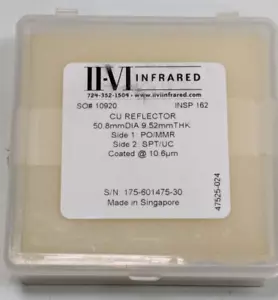 II-VI INFRARED
724-352-1504 - www.iiviinfrared.com
SO# 10920 INSP 162
CU REFLECTOR
50.8mmDIA 9.52mmTHK
Side 1: PO/MMR
Side 2: SPT/UC
Coated @ 10.6µm
S/N: 175-601475-30
Made in Singapore
47525-024